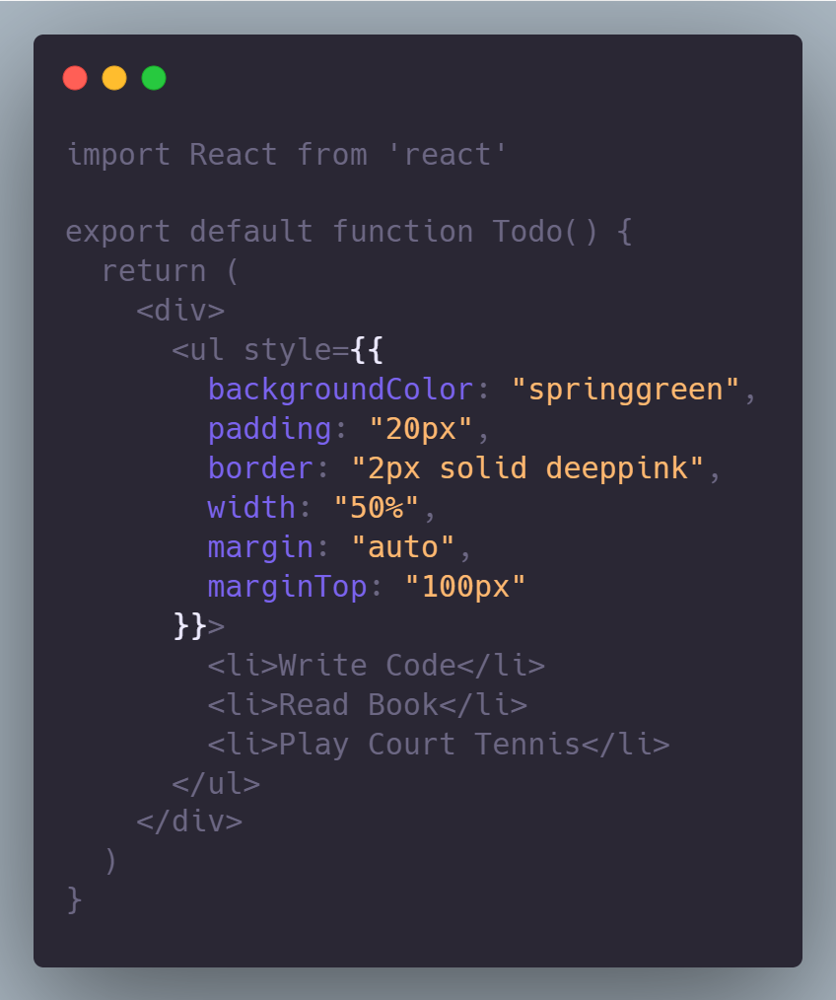 import React from 'react'

export default function Todo() {
  return (
    <div>
      <ul style={{
        backgroundColor: "springgreen",
        padding: "20px",
        border: "2px solid deeppink",
        width: "50%",
        margin: "auto",
        marginTop: "100px"
      }}>
        <li>Write Code</li>
        <li>Read Book</li>
        <li>Play Court Tennis</li>
      </ul>
    </div>
  )
}